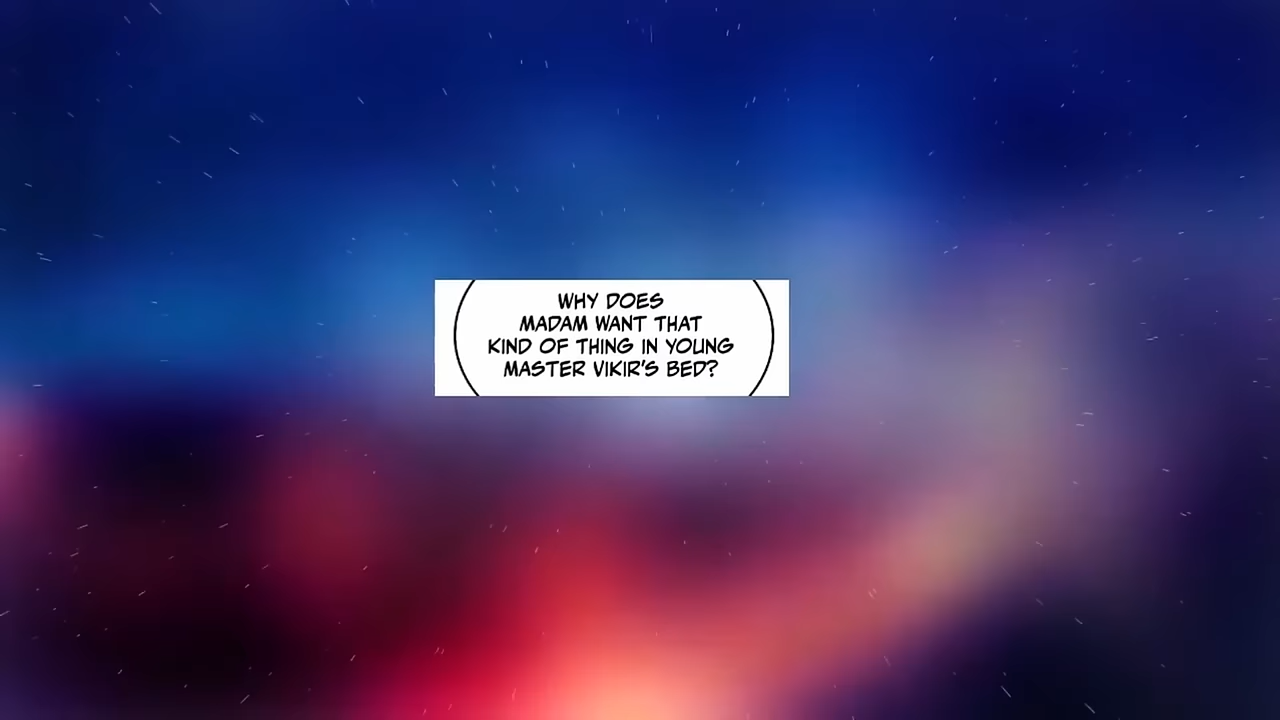 WHY DOES
MADAM WANT THAT
KIND OF THING IN YOUNG
MASTER VIKIR'S BED?